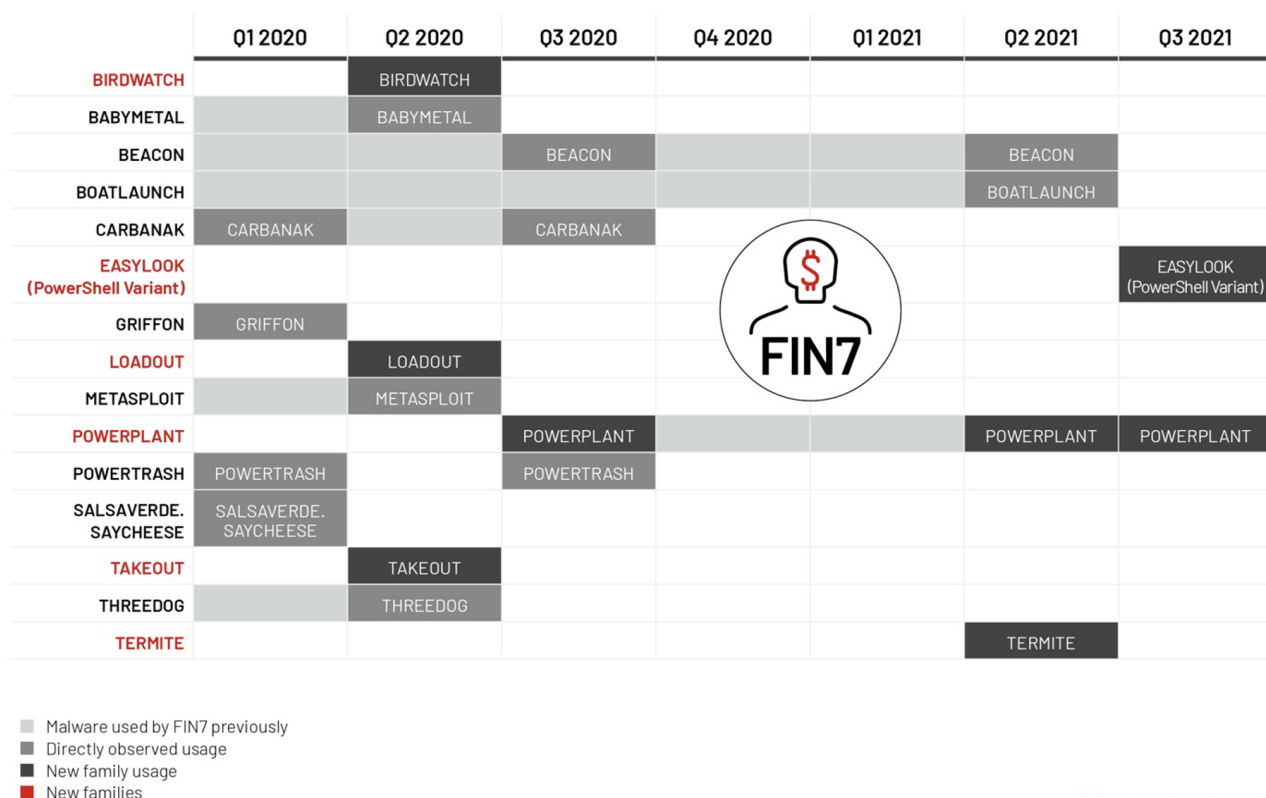 Q1 2020 Q2 2020 Q3 2020 Q4 2020 Q1 2021 Q2 2021 Q3 2021
BIRDWATCH BIRDWATCH
BABYMETAL BABYMETAL
BEACON BEACON BEACON
BOATLAUNCH BOATLAUNCH
CARBANAK CARBANAK CARBANAK
EASYLOOK EASYLOOK
(PowerShell Variant) (PowerShell Variant)
GRIFFON GRIFFON
$
FIN7
LOADOUT LOADOUT
METASPLOIT METASPLOIT
POWERPLANT POWERPLANT POWERPLANT POWERPLANT
POWERTRASH POWERTRASH POWERTRASH
SALSAVERDE. SALSAVERDE.
SAYCHEESE SAYCHEESE
TAKEOUT TAKEOUT
THREEDOG THREEDOG
TERMITE TERMITE
Malware used by FIN7 previously
Directly observed usage
New family usage
New families